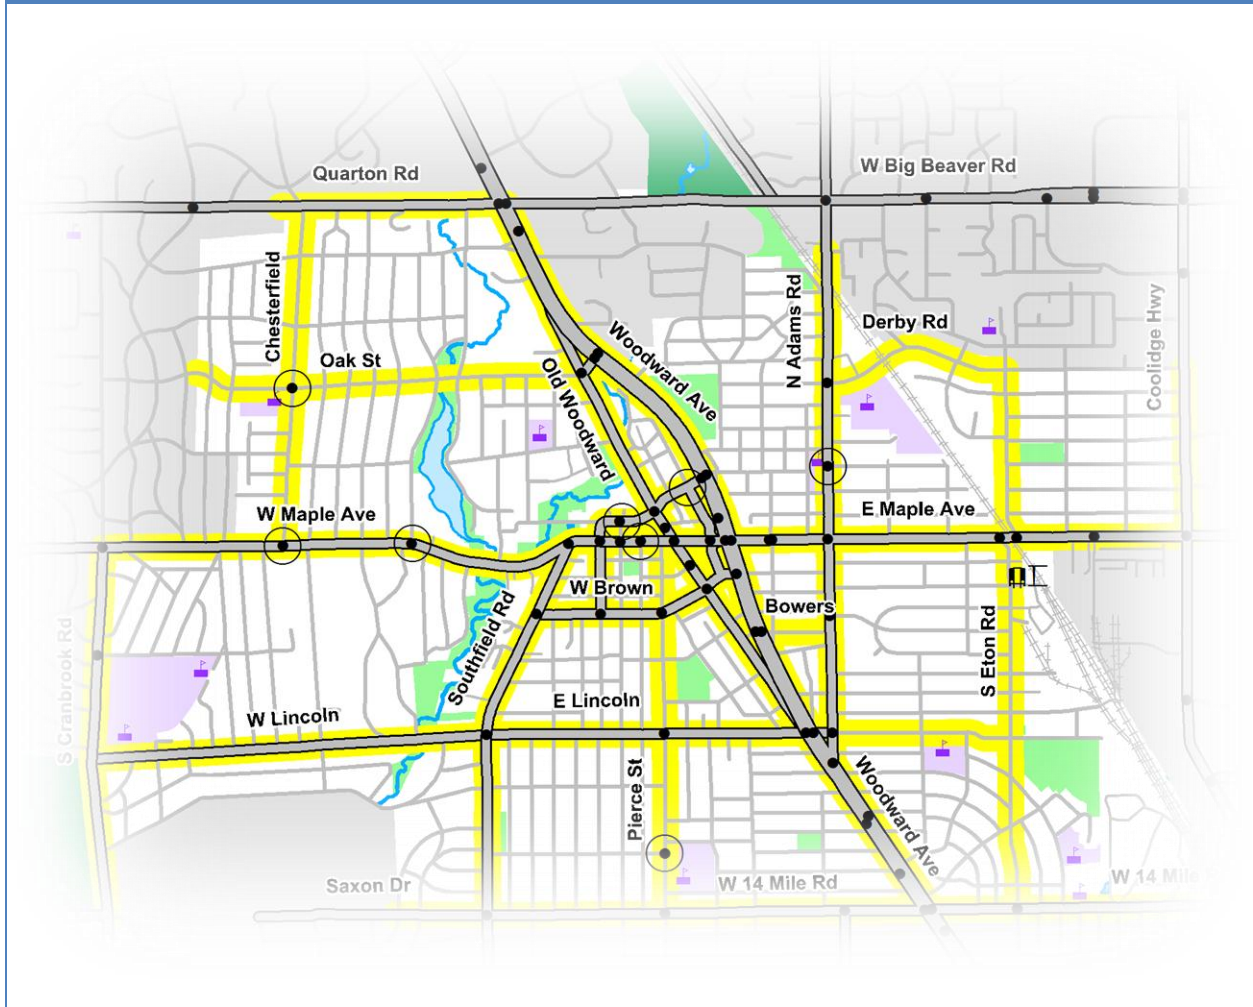 W Big Beaver Rd
Quarton Rd
Chesterfield
N Adams Rd
Coolidge Hwy
Derby Rd
Woodward Ave
Oak St
Old Woodward
W Maple Ave
E Maple Ave
W Brown
Bowers
S Cranbrook Rd
Southfield Rd
S Eton Rd
E Lincoln
W Lincoln
Pierce St
Woodward Ave
Saxon Dr
W 14 Mile Rd
W 14 Mile